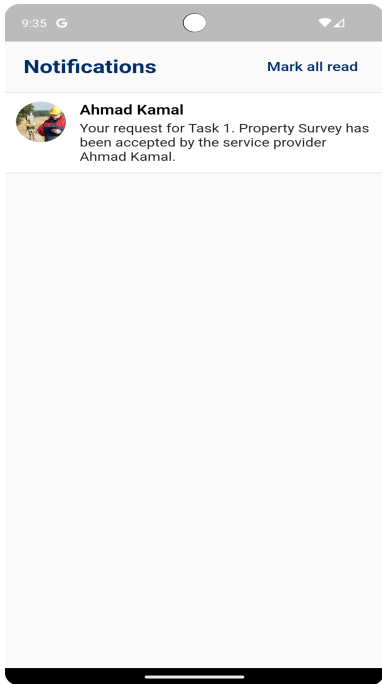 9:35 G
Notifications
Mark all read
Ahmad Kamal
Your request for Task 1. Property Survey has
been accepted by the service provider
Ahmad Kamal.